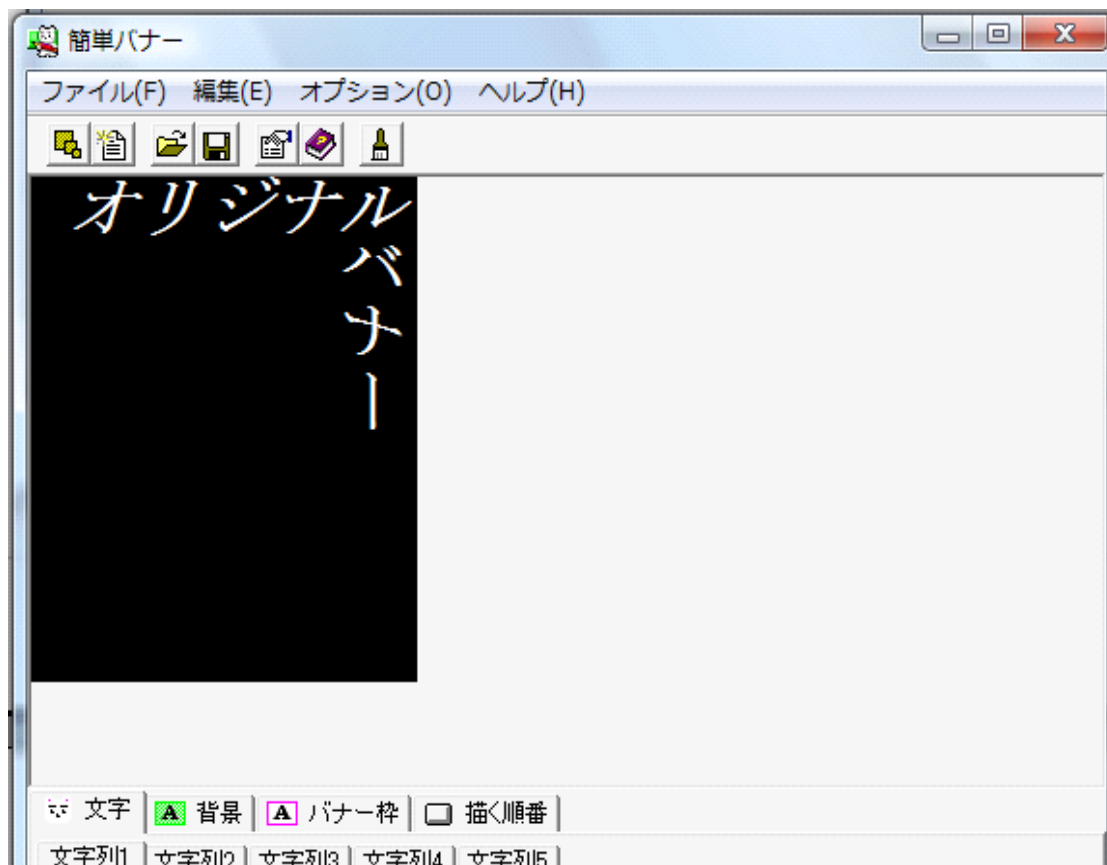 簡単バナー
ファイル(F) 編集(E) オプション(O) ヘルプ(H)
オリジナル
バナー
文字 背景 バナー枠 描く順番
文字列1 文字列2 文字列3 文字列4 文字列5